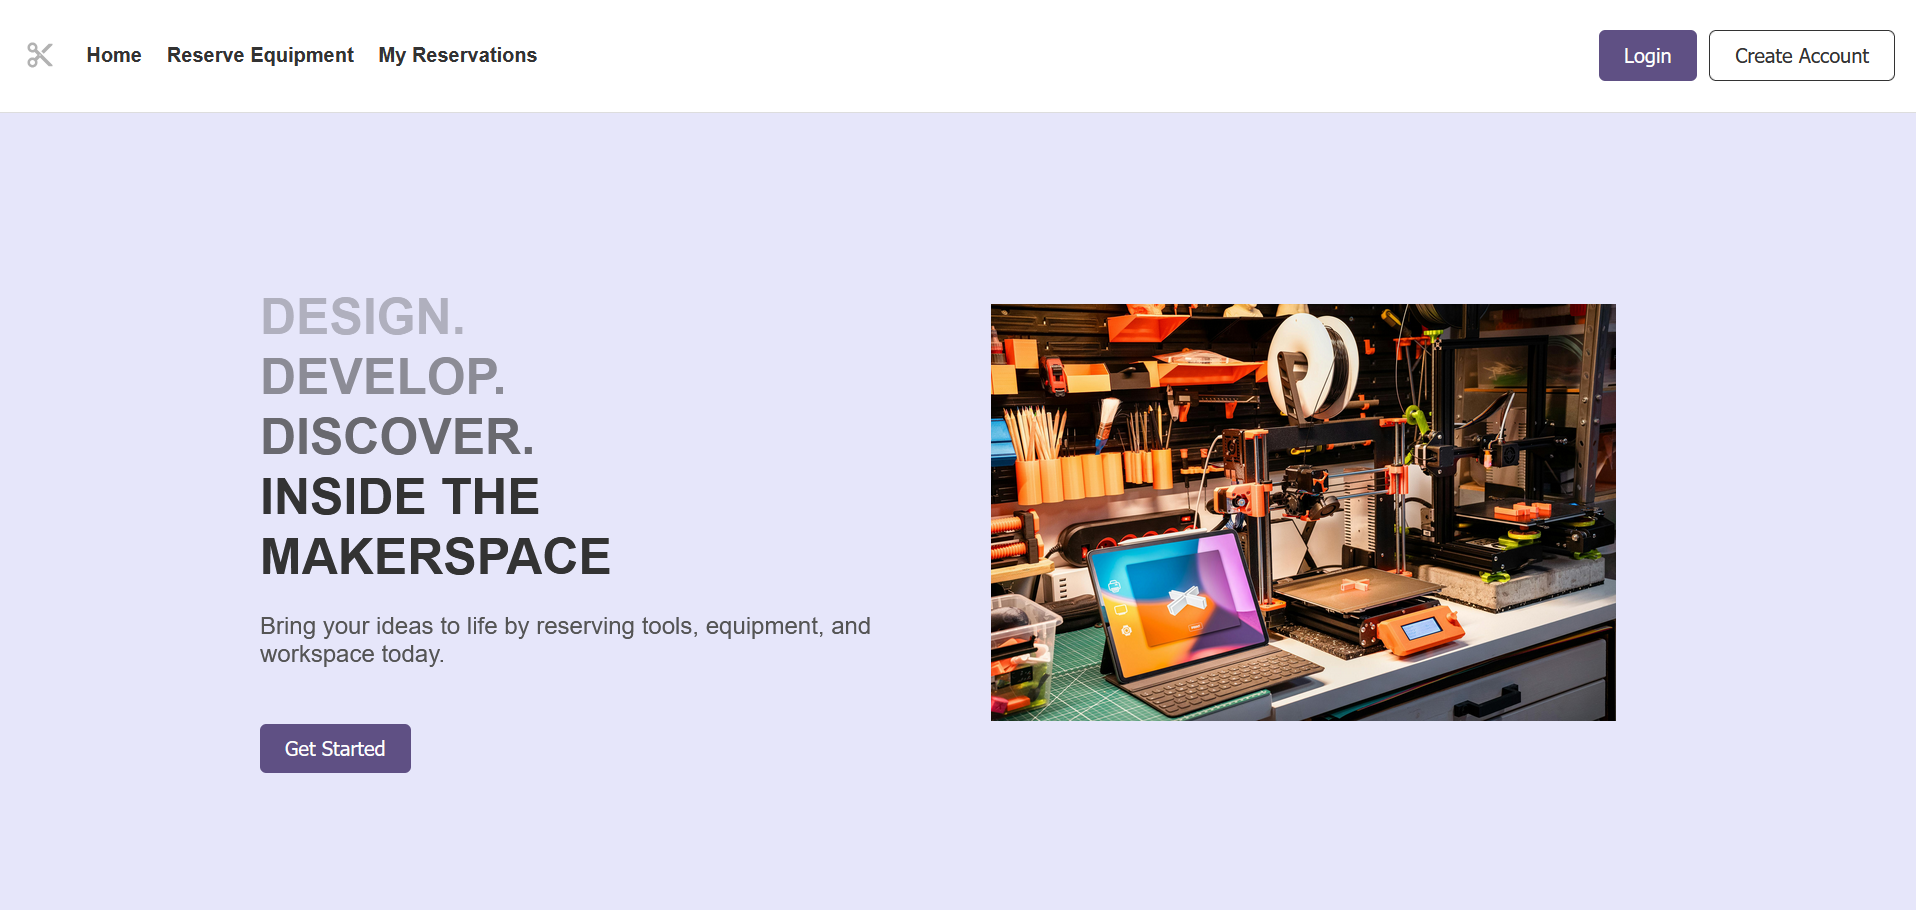 Home Reserve Equipment My Reservations Login Create Account
DESIGN.
DEVELOP.
DISCOVER.
INSIDE THE
MAKERSPACE
Bring your ideas to life by reserving tools, equipment, and
workspace today.
Get Started